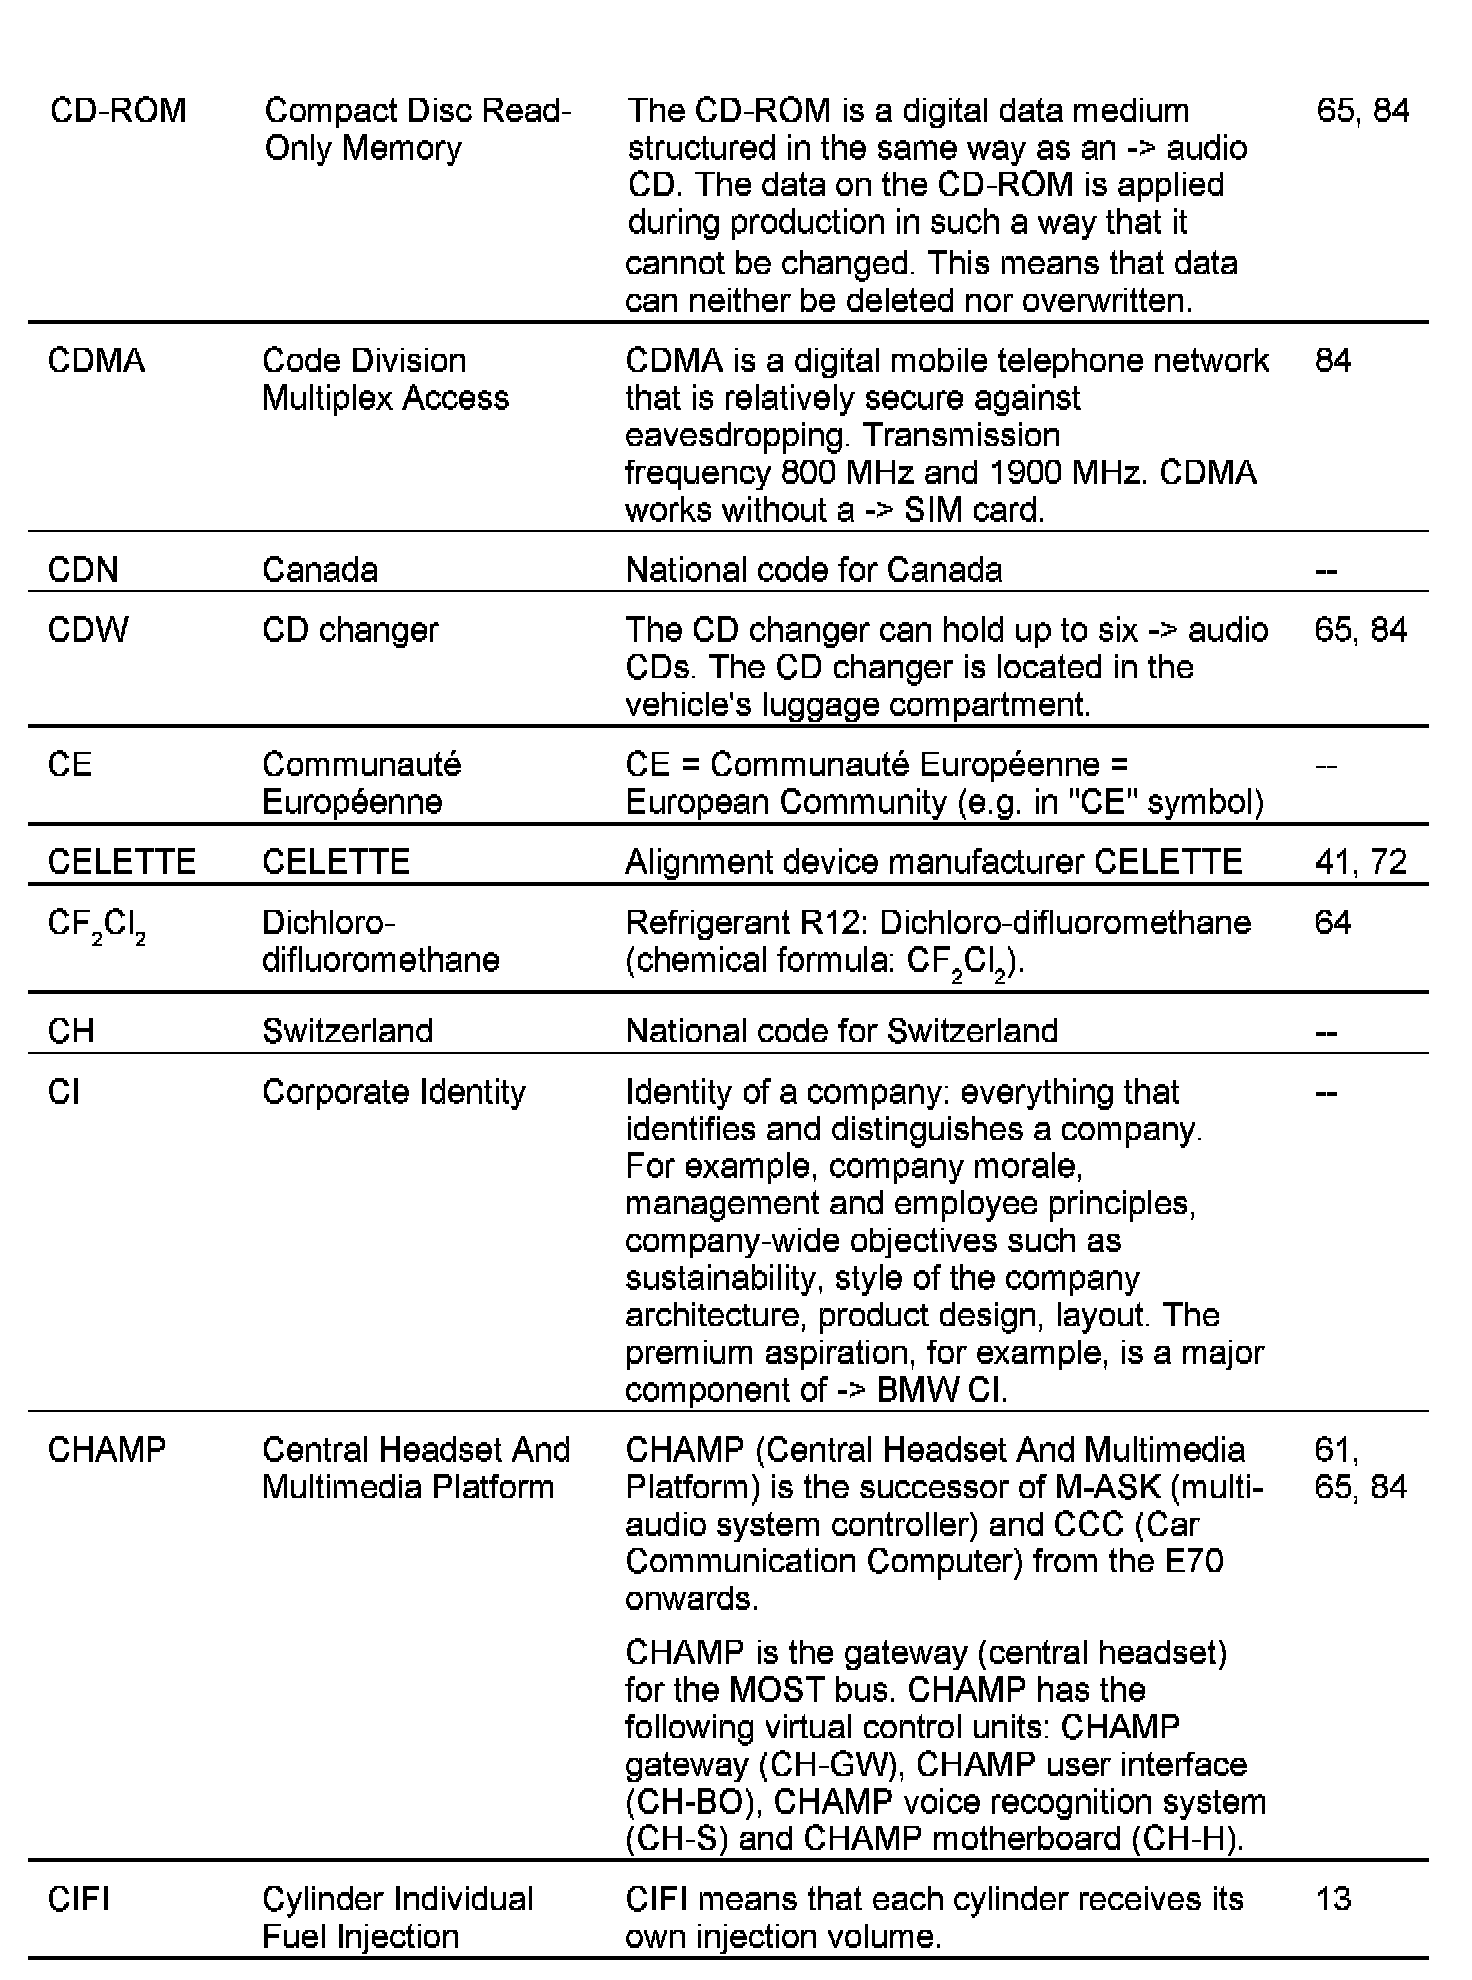 CD-ROM Compact Disc Read- The CD-ROM is a digital data medium 65, 84
Only Memory structured in the same way as an -> audio
CD. The data on the CD-ROM is applied
during production in such a way that it
cannot be changed. This means that data
can neither be deleted nor overwritten.
CDMA Code Division CDMA is a digital mobile telephone network 84
Multiplex Access that is relatively secure against
eavesdropping. Transmission
frequency 800 MHz and 1900 MHz. CDMA
works without a -> SIM card.
CDN Canada National code for Canada --
CDW CD changer The CD changer can hold up to six -> audio 65, 84
CDs. The CD changer is located in the
vehicle's luggage compartment.
CE Communauté CE = Communauté Européenne = --
Européenne European Community (e.g. in "CE" symbol)
CELETTE CELETTE Alignment device manufacturer CELETTE 41, 72
CF₂Cl₂ Dichloro- Refrigerant R12: Dichloro-difluoromethane 64
difluoromethane (chemical formula: CF₂Cl₂).
CH Switzerland National code for Switzerland --
CI Corporate Identity Identity of a company: everything that --
identifies and distinguishes a company.
For example, company morale,
management and employee principles,
company-wide objectives such as
sustainability, style of the company
architecture, product design, layout. The
premium aspiration, for example, is a major
component of -> BMW CI.
CHAMP Central Headset And CHAMP (Central Headset And Multimedia 61,
Multimedia Platform Platform) is the successor of M-ASK (multi- 65, 84
audio system controller) and CCC (Car
Communication Computer) from the E70
onwards.
CHAMP is the gateway (central headset)
for the MOST bus. CHAMP has the
following virtual control units: CHAMP
gateway (CH-GW), CHAMP user interface
(CH-BO), CHAMP voice recognition system
(CH-S) and CHAMP motherboard (CH-H).
CIFI Cylinder Individual CIFI means that each cylinder receives its 13
Fuel Injection own injection volume.